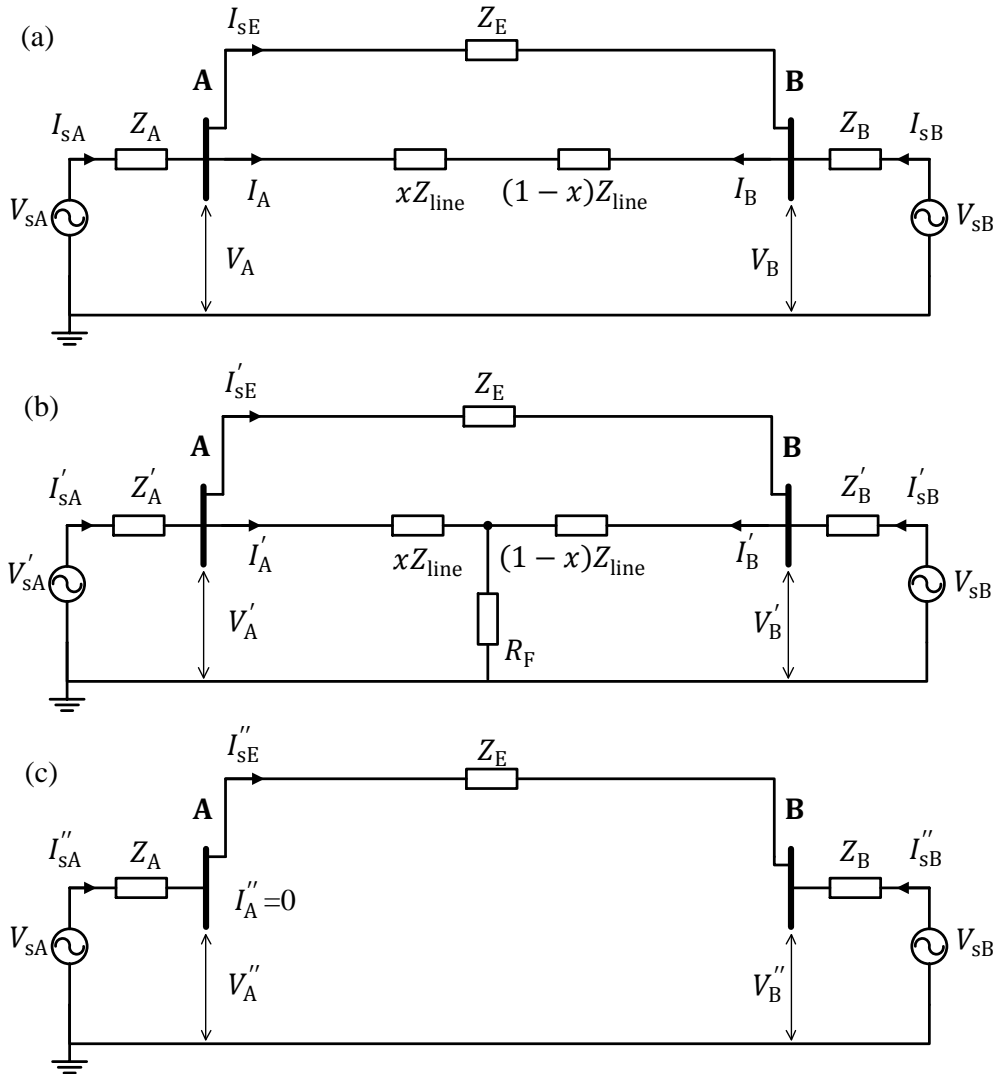 (a)
I_sE
Z_E
A
B
I_sA
Z_A
Z_B
I_sB
I_A
xZ_line
(1 − x)Z_line
I_B
V_sA
V_A
V_B
V_sB
(b)
I'_sE
Z_E
A
B
I'_sA
Z'_A
Z'_B
I'_sB
I'_A
xZ_line
(1 − x)Z_line
I'_B
V'_sA
V'_A
R_F
V'_B
V_sB
(c)
I''_sE
Z_E
A
B
I''_sA
Z_A
Z_B
I''_sB
I''_A =0
V_sA
V''_A
V''_B
V_sB